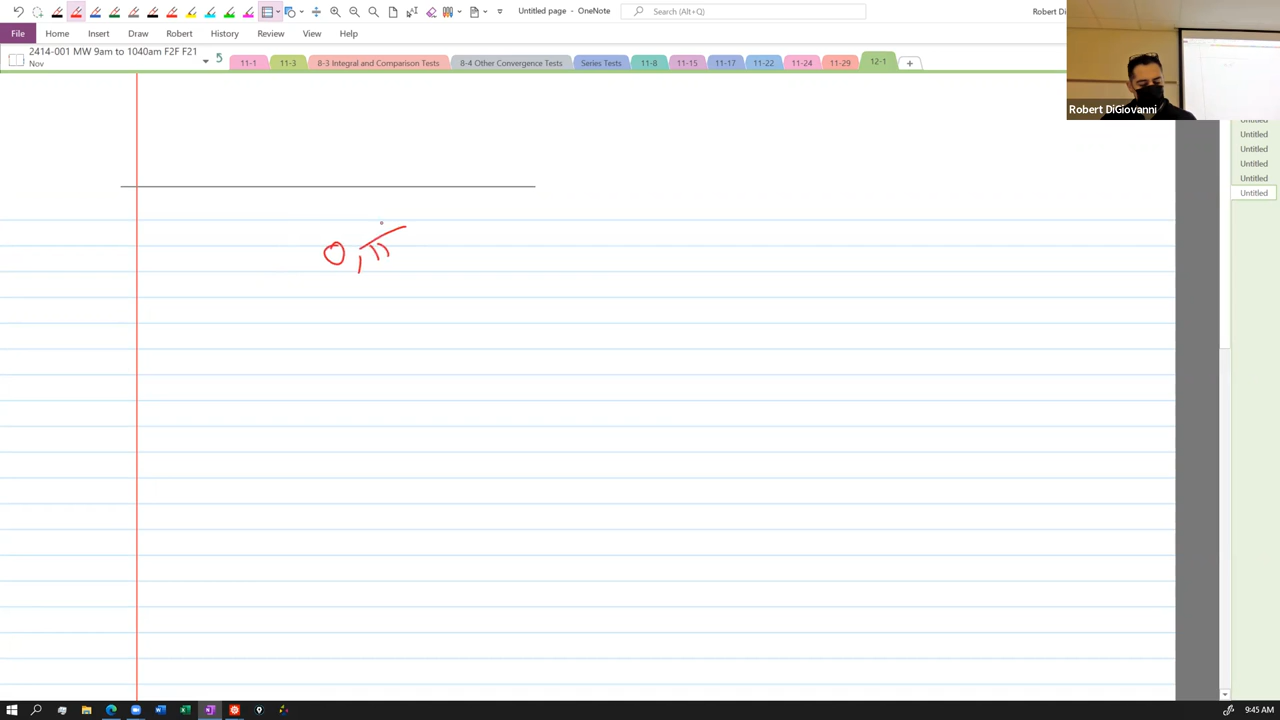 Untitled page - OneNote
Search (Alt+Q)
Robert Di
File Home Insert Draw Robert History Review View Help
2414-001 MW 9am to 1040am F2F F21
Nov
11-1 11-3 8-3 Integral and Comparison Tests 8-4 Other Convergence Tests Series Tests 11-8 11-15 11-17 11-22 11-24 11-29 12-1
Robert DiGiovanni
Untitled
Untitled
Untitled
Untitled
Untitled
Untitled
0, π
9:45 AM